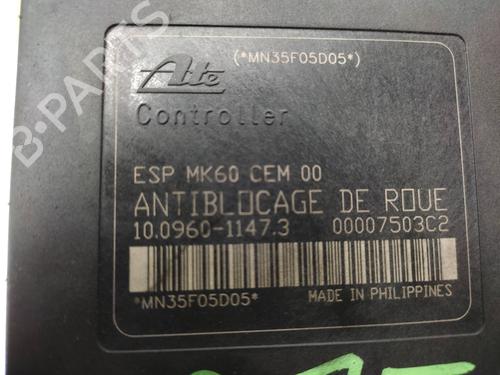 (*MN35F05D05*)
Ate
Controller
ESP MK60 CEM 00
ANTIBLOCAGE DE ROUE
10.0960-1147.3 00007503C2
*MN35F05D05*
MADE IN PHILIPPINES
B-PARTS